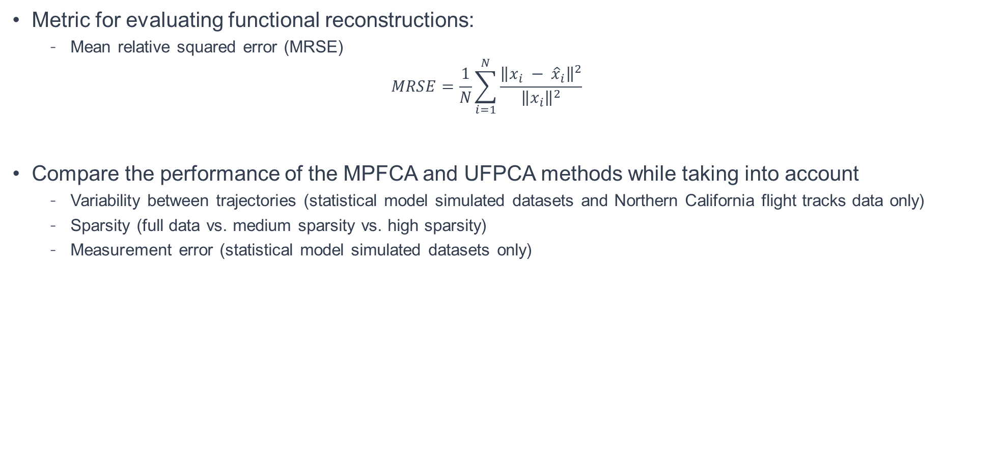 • Metric for evaluating functional reconstructions:
- Mean relative squared error (MRSE)
MRSE = \frac{1}{N} \sum_{i=1}^{N} \frac{\|x_i - \hat{x}_i\|^2}{\|x_i\|^2}
• Compare the performance of the MPFCA and UFPCA methods while taking into account
- Variability between trajectories (statistical model simulated datasets and Northern California flight tracks data only)
- Sparsity (full data vs. medium sparsity vs. high sparsity)
- Measurement error (statistical model simulated datasets only)